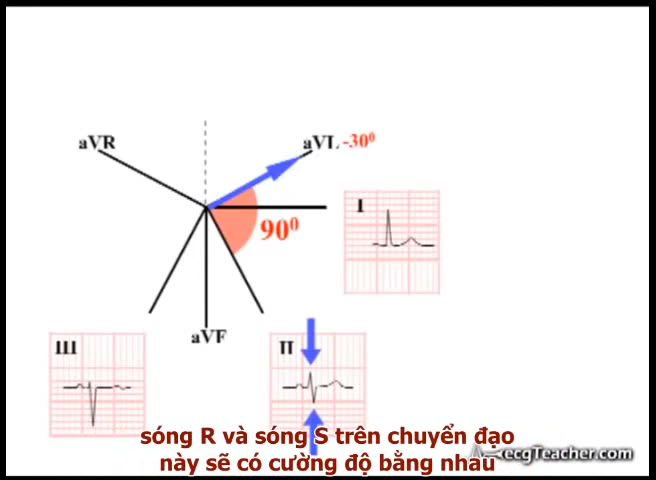 aVR
aVL -30⁰
I
90⁰
aVF
III
II
sóng R và sóng S trên chuyển đạo
này sẽ có cường độ bằng nhau
ecgTeacher.com